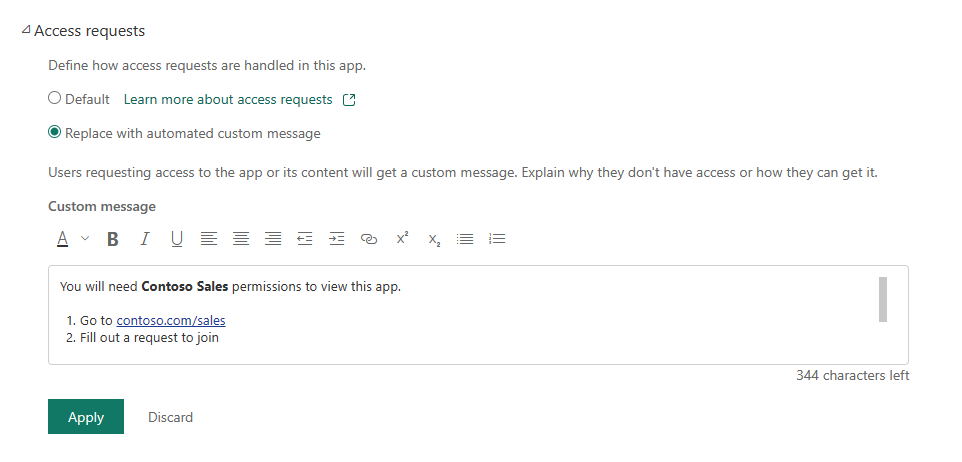 Access requests
Define how access requests are handled in this app.
Default Learn more about access requests
Replace with automated custom message
Users requesting access to the app or its content will get a custom message. Explain why they don't have access or how they can get it.
Custom message
A B I U x² x₂
You will need Contoso Sales permissions to view this app.
1. Go to contoso.com/sales
2. Fill out a request to join
344 characters left
Apply Discard